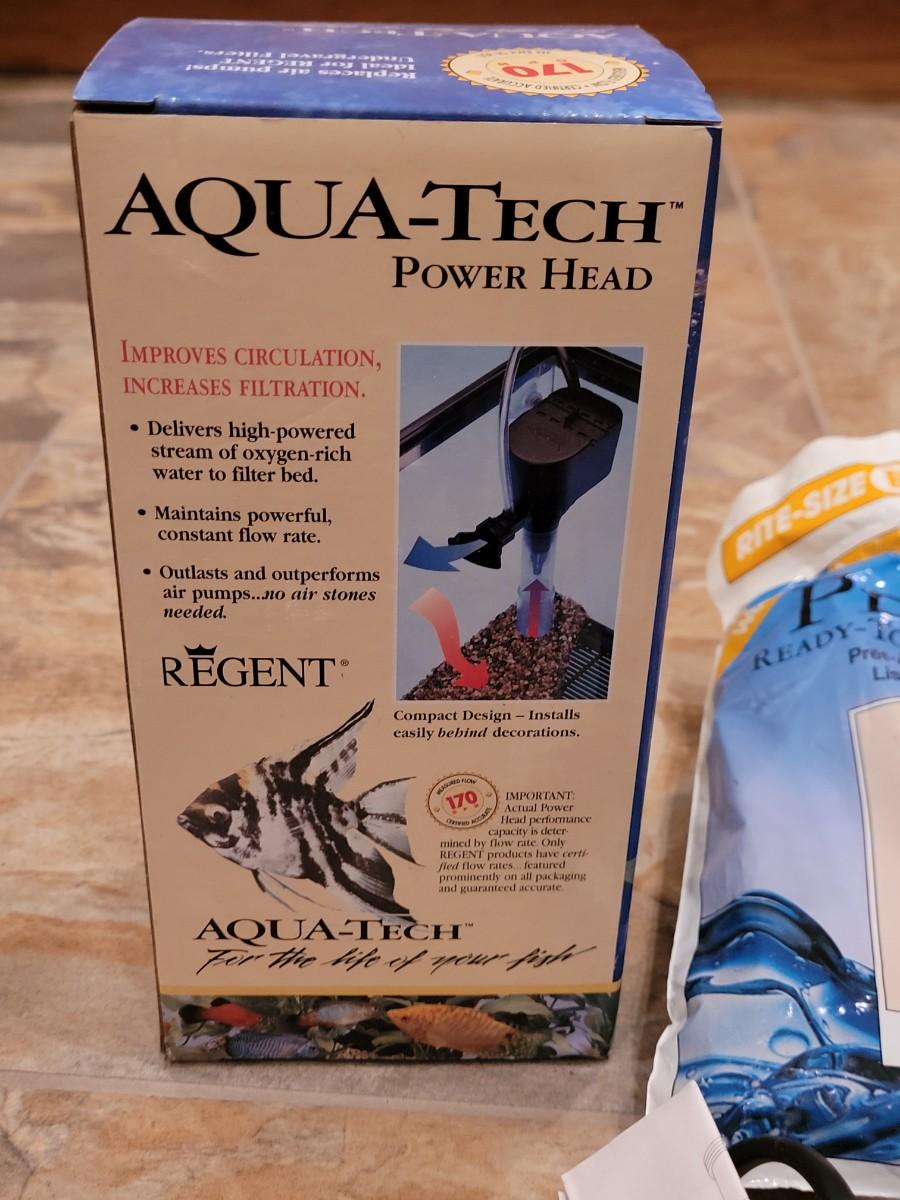 Replaces air pumps!
Ideal for REGENT
Undergravel Filters.
170
AQUA-TECH™
POWER HEAD
IMPROVES CIRCULATION,
INCREASES FILTRATION.
• Delivers high-powered
stream of oxygen-rich
water to filter bed.
• Maintains powerful,
constant flow rate.
• Outlasts and outperforms
air pumps...no air stones
needed.
REGENT®
Compact Design – Installs
easily behind decorations.
MEASURED FLOW
170
CERTIFIED ACCURATE
IMPORTANT:
Actual Power
Head performance
capacity is deter-
mined by flow rate. Only
REGENT products have certi-
fied flow rates... featured
prominently on all packaging
and guaranteed accurate.
AQUA-TECH™
For the life of your fish
RITE-SIZE
READY-TO